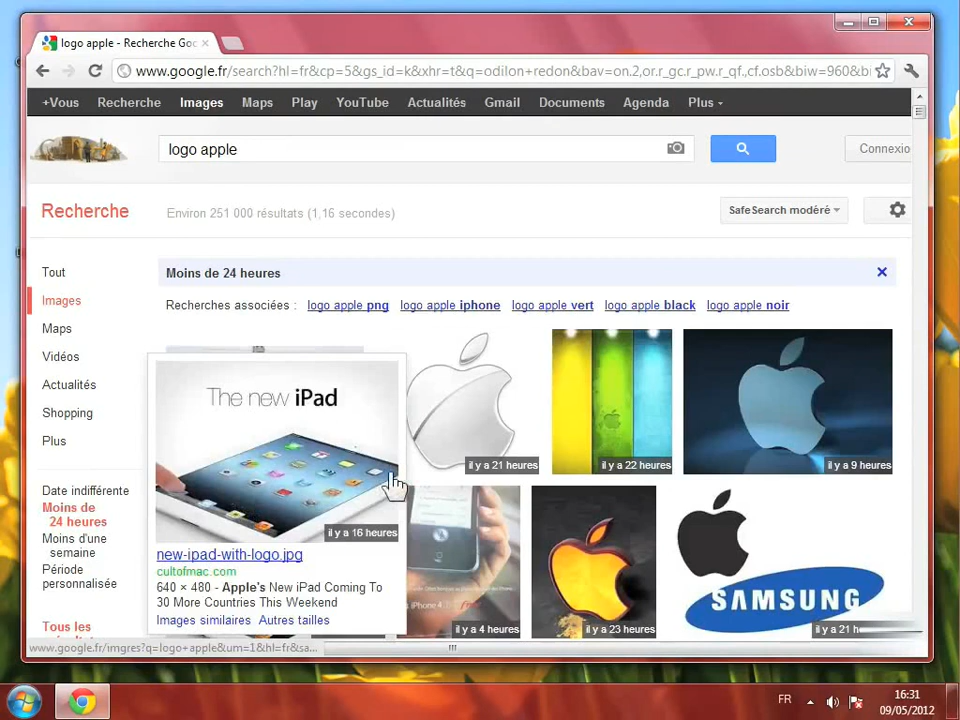 logo apple - Recherche Goo
www.google.fr/search?hl=fr&cp=5&gs_id=k&xhr=t&q=odilon+redon&bav=on.2,or.r_gc.r_pw.r_qf.,cf.osb&biw=960&bi
+Vous Recherche Images Maps Play YouTube Actualités Gmail Documents Agenda Plus
logo apple
Connexio
Recherche
Environ 251 000 résultats (1,16 secondes)
SafeSearch modéré
Tout
Images
Maps
Vidéos
Actualités
Shopping
Plus
Date indifférente
Moins de
24 heures
Moins d'une
semaine
Période
personnalisée
Tous les
Moins de 24 heures
Recherches associées : logo apple png logo apple iphone logo apple vert logo apple black logo apple noir
The new iPad
il y a 16 heures
new-ipad-with-logo.jpg
cultofmac.com
640 × 480 - Apple's New iPad Coming To
30 More Countries This Weekend
Images similaires Autres tailles
il y a 21 heures
il y a 22 heures
il y a 9 heures
iPhone 4
il y a 4 heures
il y a 23 heures
SAMSUNG
il y a 21 h
www.google.fr/imgres?q=logo+apple&um=1&hl=fr&sa...
FR
16:31
09/05/2012